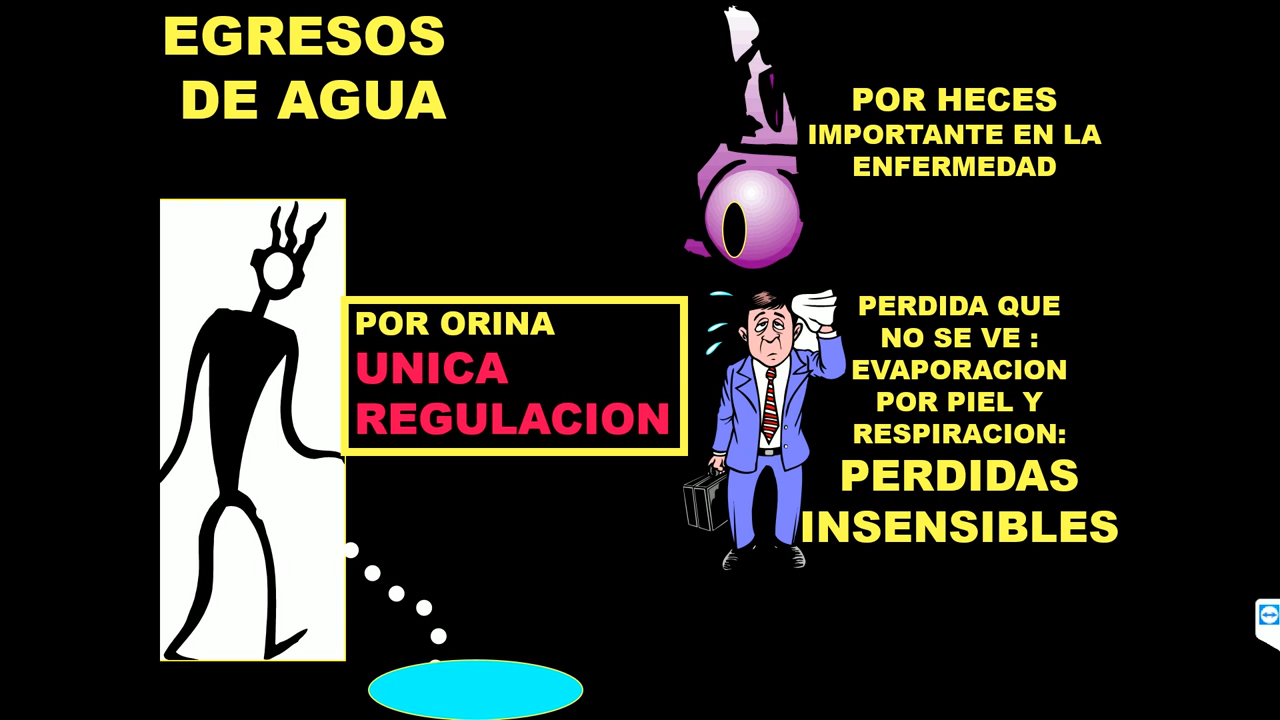 EGRESOS
DE AGUA
POR HECES
IMPORTANTE EN LA
ENFERMEDAD
POR ORINA
UNICA
REGULACION
PERDIDA QUE
NO SE VE :
EVAPORACION
POR PIEL Y
RESPIRACION:
PERDIDAS
INSENSIBLES